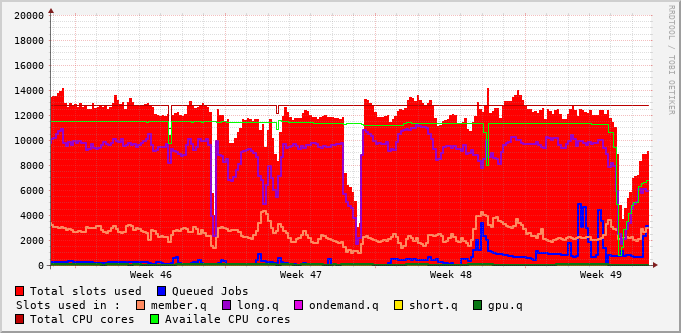 20000
18000
16000
14000
12000
10000
8000
6000
4000
2000
0
Week 46 Week 47 Week 48 Week 49
RRDTOOL / TOBI OETIKER
Total slots used Queued Jobs
Slots used in : member.q long.q ondemand.q short.q gpu.q
Total CPU cores Availale CPU cores